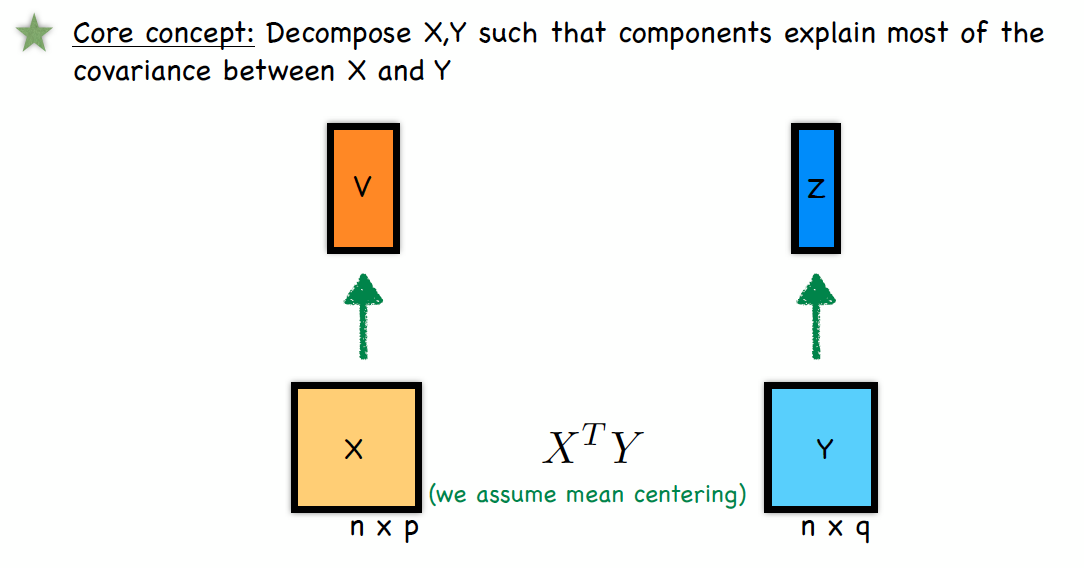 Core concept: Decompose X,Y such that components explain most of the
covariance between X and Y
V
Z
X
X^T Y
Y
(we assume mean centering)
n x p
n x q